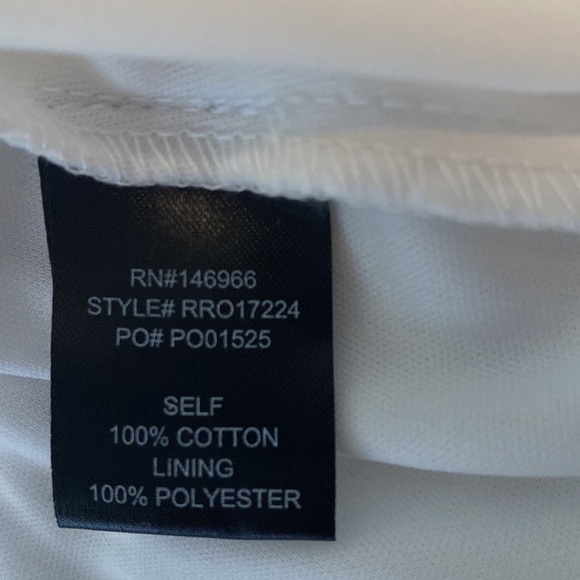 RN#146966
STYLE# RRO17224
PO# PO01525
SELF
100% COTTON
LINING
100% POLYESTER